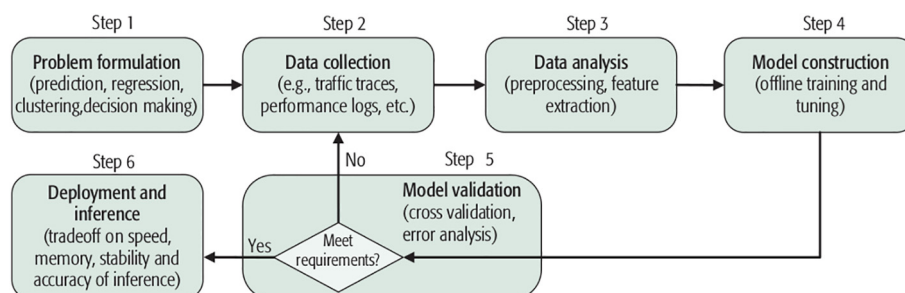 Step 1
Problem formulation
(prediction, regression,
clustering,decision making)
Step 2
Data collection
(e.g., traffic traces,
performance logs, etc.)
Step 3
Data analysis
(preprocessing, feature
extraction)
Step 4
Model construction
(offline training and
tuning)
Step 5
Model validation
(cross validation,
error analysis)
Meet
requirements?
No
Yes
Step 6
Deployment and
inference
(tradeoff on speed,
memory, stability and
accuracy of inference)